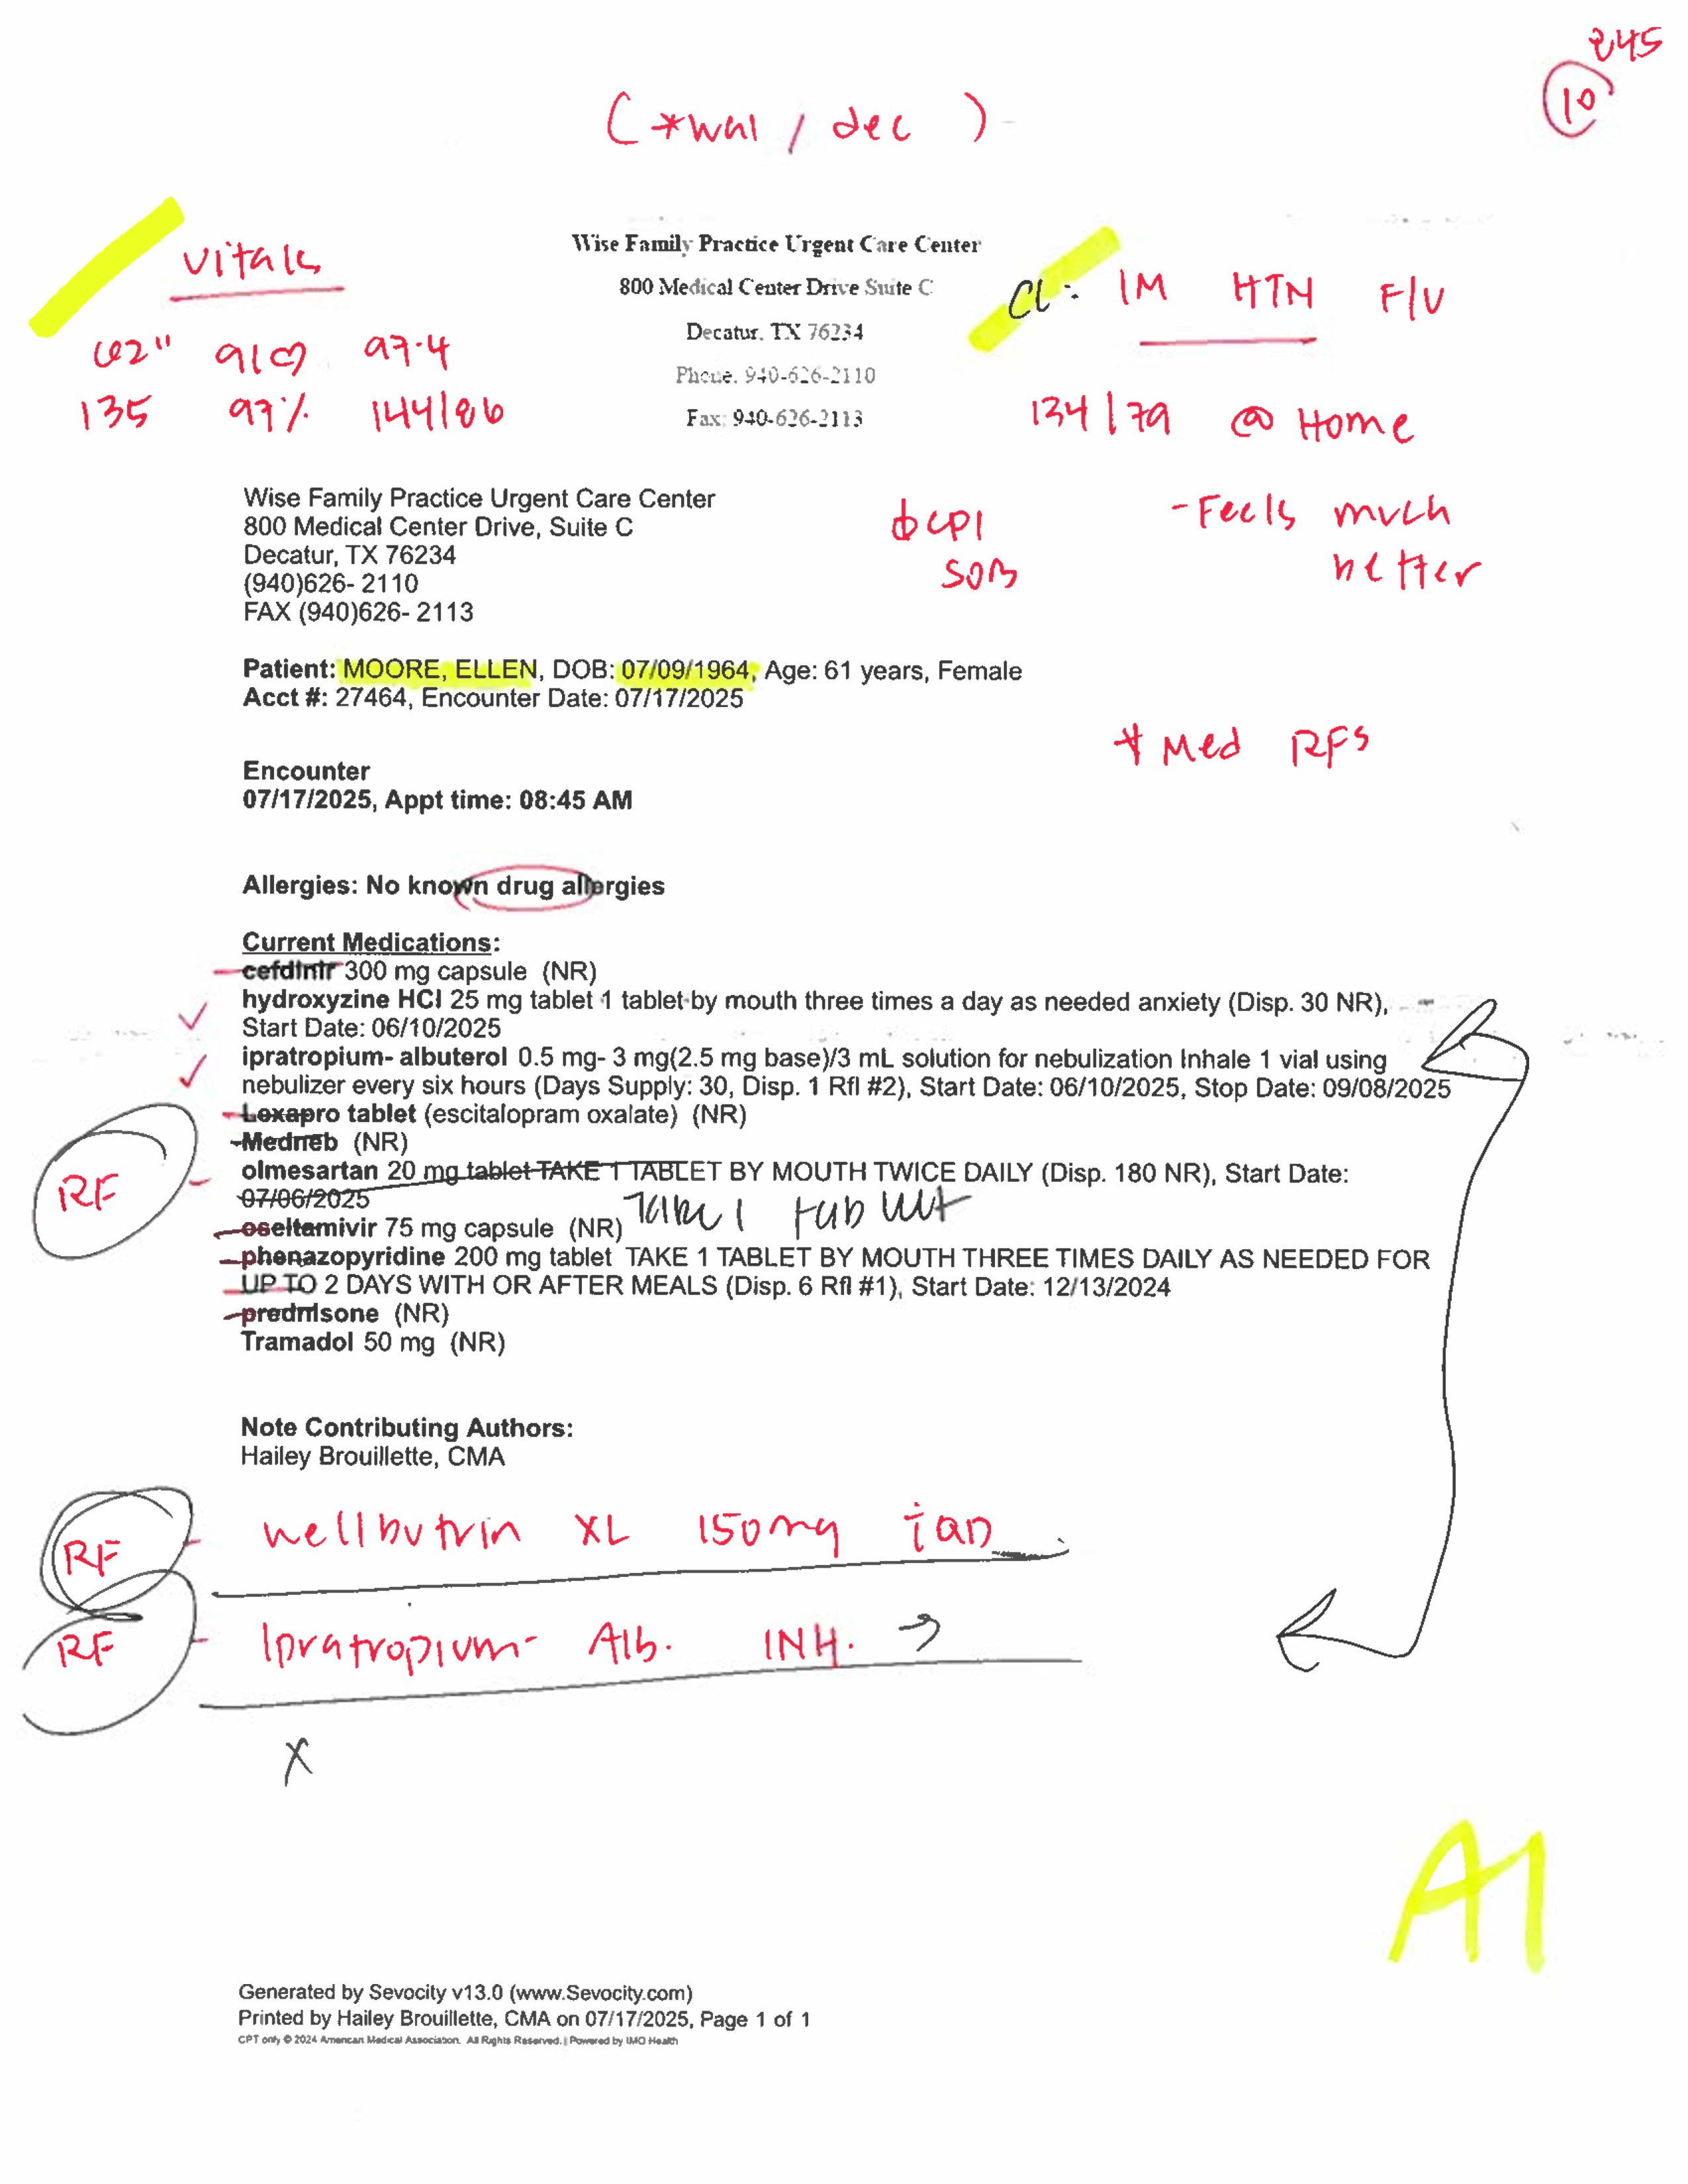 845
10
(*wal / dec )
Vitals
62" 91♡ 97.4
135 97% 144/86
Wise Family Practice Urgent Care Center
800 Medical Center Drive Suite C
Decatur, TX 76234
Phone. 940-626-2110
Fax: 940-626-2113
CC: 1M HTN F/U
134/79 @ Home
SOB
-Feels much
better
Wise Family Practice Urgent Care Center
800 Medical Center Drive, Suite C
Decatur, TX 76234
(940)626- 2110
FAX (940)626- 2113
Patient: MOORE, ELLEN, DOB: 07/09/1964, Age: 61 years, Female
Acct #: 27464, Encounter Date: 07/17/2025
* Med RFs
Encounter
07/17/2025, Appt time: 08:45 AM
Allergies: No known drug allergies
Current Medications:
cefdinir 300 mg capsule (NR)
hydroxyzine HCl 25 mg tablet 1 tablet by mouth three times a day as needed anxiety (Disp. 30 NR),
Start Date: 06/10/2025
ipratropium- albuterol 0.5 mg- 3 mg(2.5 mg base)/3 mL solution for nebulization Inhale 1 vial using
nebulizer every six hours (Days Supply: 30, Disp. 1 Rfl #2), Start Date: 06/10/2025, Stop Date: 09/08/2025
Lexapro tablet (escitalopram oxalate) (NR)
Medneb (NR)
RF
olmesartan 20 mg tablet TAKE 1 TABLET BY MOUTH TWICE DAILY (Disp. 180 NR), Start Date:
07/06/2025
Take 1 tab
oseltamivir 75 mg capsule (NR)
phenazopyridine 200 mg tablet TAKE 1 TABLET BY MOUTH THREE TIMES DAILY AS NEEDED FOR
UP TO 2 DAYS WITH OR AFTER MEALS (Disp. 6 Rfl #1), Start Date: 12/13/2024
prednisone (NR)
Tramadol 50 mg (NR)
Note Contributing Authors:
Hailey Brouillette, CMA
RF - Wellbutrin XL 150mg
RF - Ipratropium- Alb. INH. →
X
A1
Generated by Sevocity v13.0 (www.Sevocity.com)
Printed by Hailey Brouillette, CMA on 07/17/2025, Page 1 of 1
CPT only © 2024 American Medical Association. All Rights Reserved. | Powered by IMO Health